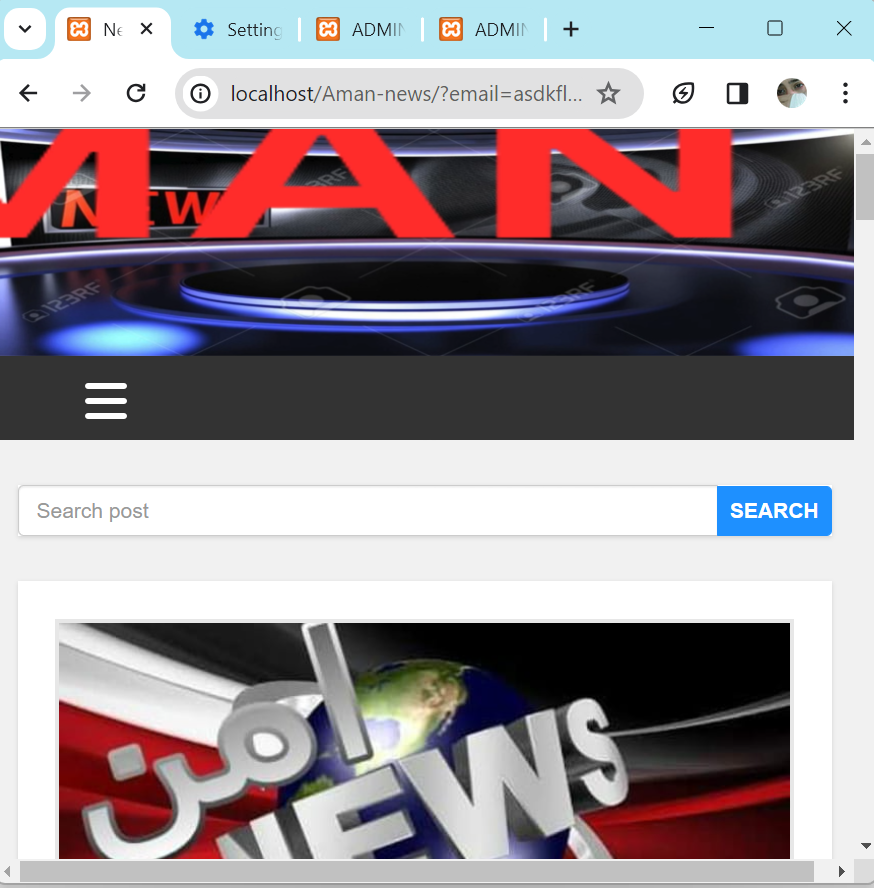 Ne
Setting
ADMIN
ADMIN
localhost/Aman-news/?email=asdkfl...
MAN
NEWS
123RF
123RF
123RF
123RF
Search post
SEARCH
امن
NEWS